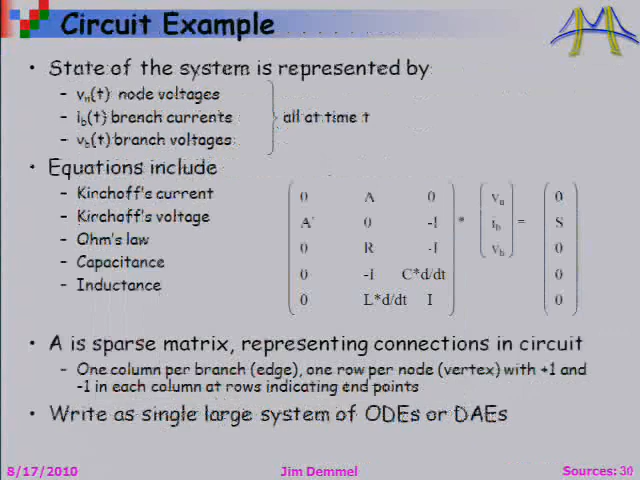 Circuit Example
• State of the system is represented by
– vn(t) node voltages
– ib(t) branch currents
all at time t
– vb(t) branch voltages
• Equations include
– Kirchoff's current
– Kirchoff's voltage
– Ohm's law
– Capacitance
– Inductance
0 A 0 vn 0
A' 0 -I * ib = S
0 R -I vb 0
0 -I C*d/dt 0
0 L*d/dt I 0
• A is sparse matrix, representing connections in circuit
– One column per branch (edge), one row per node (vertex) with +1 and
-1 in each column at rows indicating end points
• Write as single large system of ODEs or DAEs
8/17/2010 Jim Demmel Sources: 30